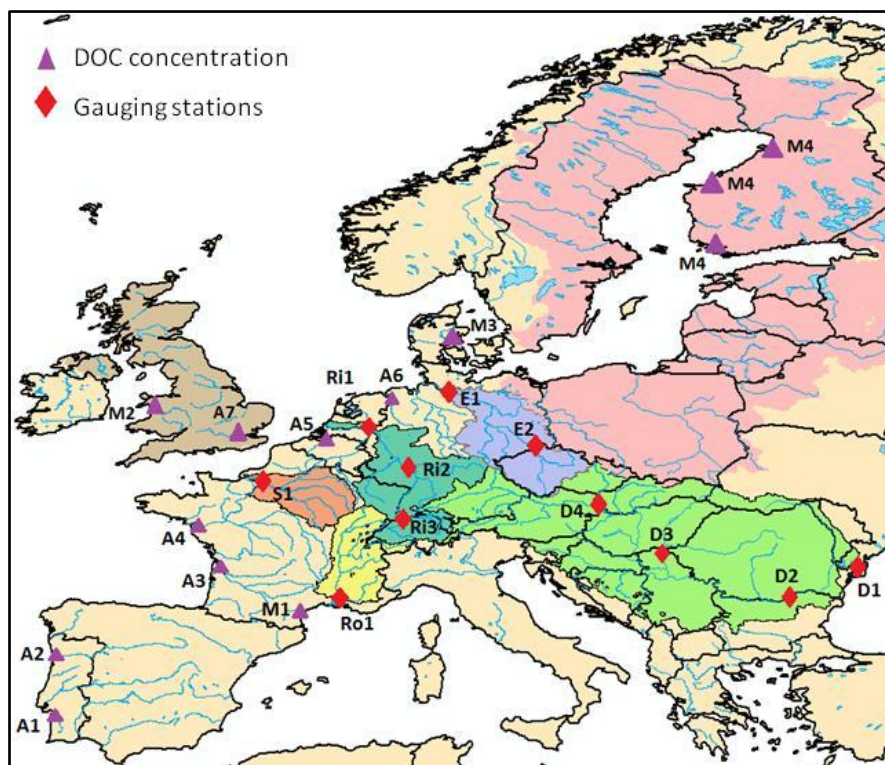 DOC concentration
Gauging stations
M4
M4
M4
M3
Ri1
A6
E1
M2
A7
A5
E2
Ri2
S1
D4
Ri3
A4
D3
A3
D1
D2
M1
Ro1
A2
A1